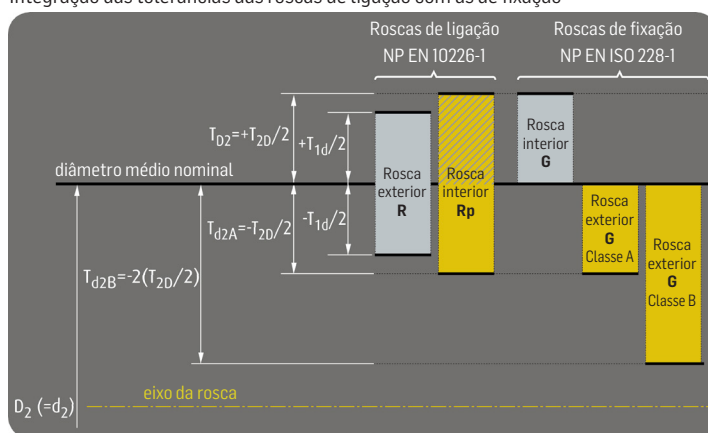 Integração das tolerâncias das roscas de ligação com as de fixação
Roscas de ligação
NP EN 10226-1
Roscas de fixação
NP EN ISO 228-1
T_D2=+T_2D/2
+T_1d/2
Rosca
exterior
R
Rosca
interior
Rp
Rosca
interior
G
diâmetro médio nominal
T_d2A=-T_2D/2
-T_1d/2
Rosca
exterior
G
Classe A
Rosca
exterior
G
Classe B
T_d2B=-2(T_2D/2)
eixo da rosca
D_2 (=d_2)